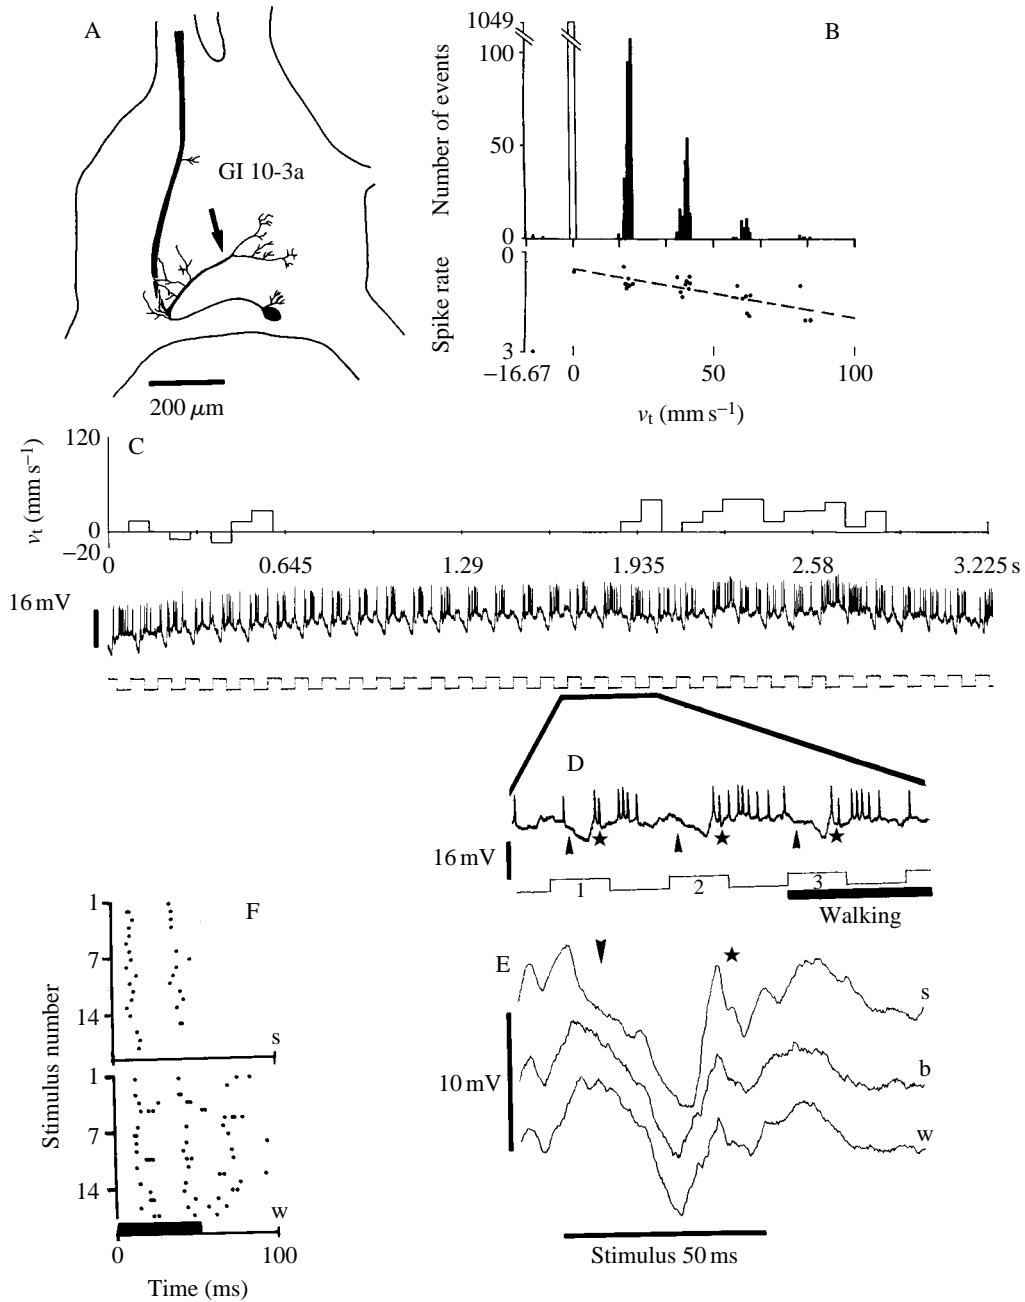 A
GI 10-3a
200 μm
B
1049
100
50
0
Number of events
0
3
Spike rate
−16.67
0
50
100
vt (mm s−1)
C
120
0
−20
vt (mm s−1)
0
0.645
1.29
1.935
2.58
3.225 s
16 mV
D
16 mV
1
2
3
Walking
F
1
7
14
s
1
7
14
w
Stimulus number
0
100
Time (ms)
E
s
b
w
10 mV
Stimulus 50 ms